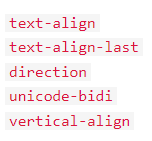 text-align
text-align-last
direction
unicode-bidi
vertical-align